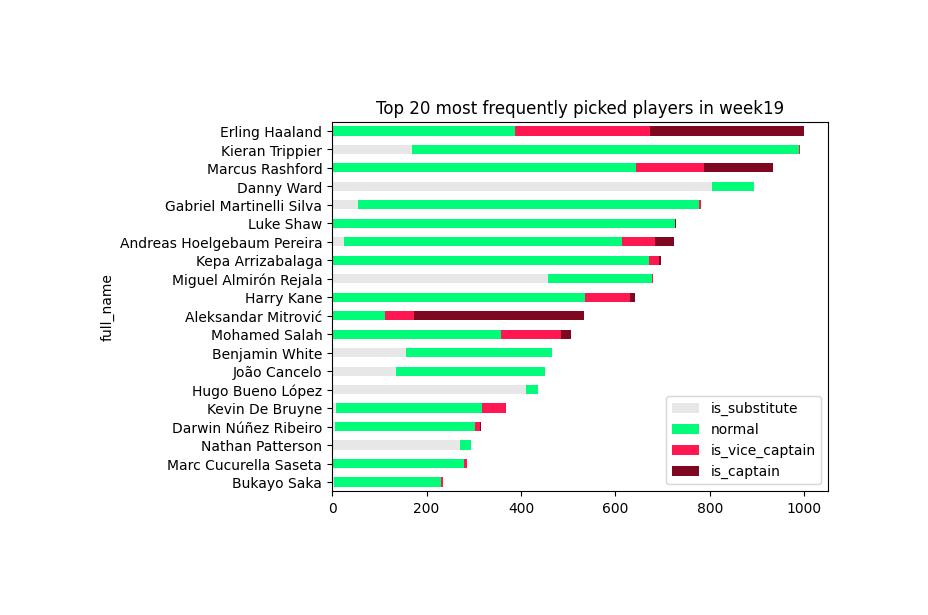 Top 20 most frequently picked players in week19
full_name
Erling Haaland
Kieran Trippier
Marcus Rashford
Danny Ward
Gabriel Martinelli Silva
Luke Shaw
Andreas Hoelgebaum Pereira
Kepa Arrizabalaga
Miguel Almirón Rejala
Harry Kane
Aleksandar Mitrović
Mohamed Salah
Benjamin White
João Cancelo
Hugo Bueno López
Kevin De Bruyne
Darwin Núñez Ribeiro
Nathan Patterson
Marc Cucurella Saseta
Bukayo Saka
is_substitute
normal
is_vice_captain
is_captain
0 200 400 600 800 1000